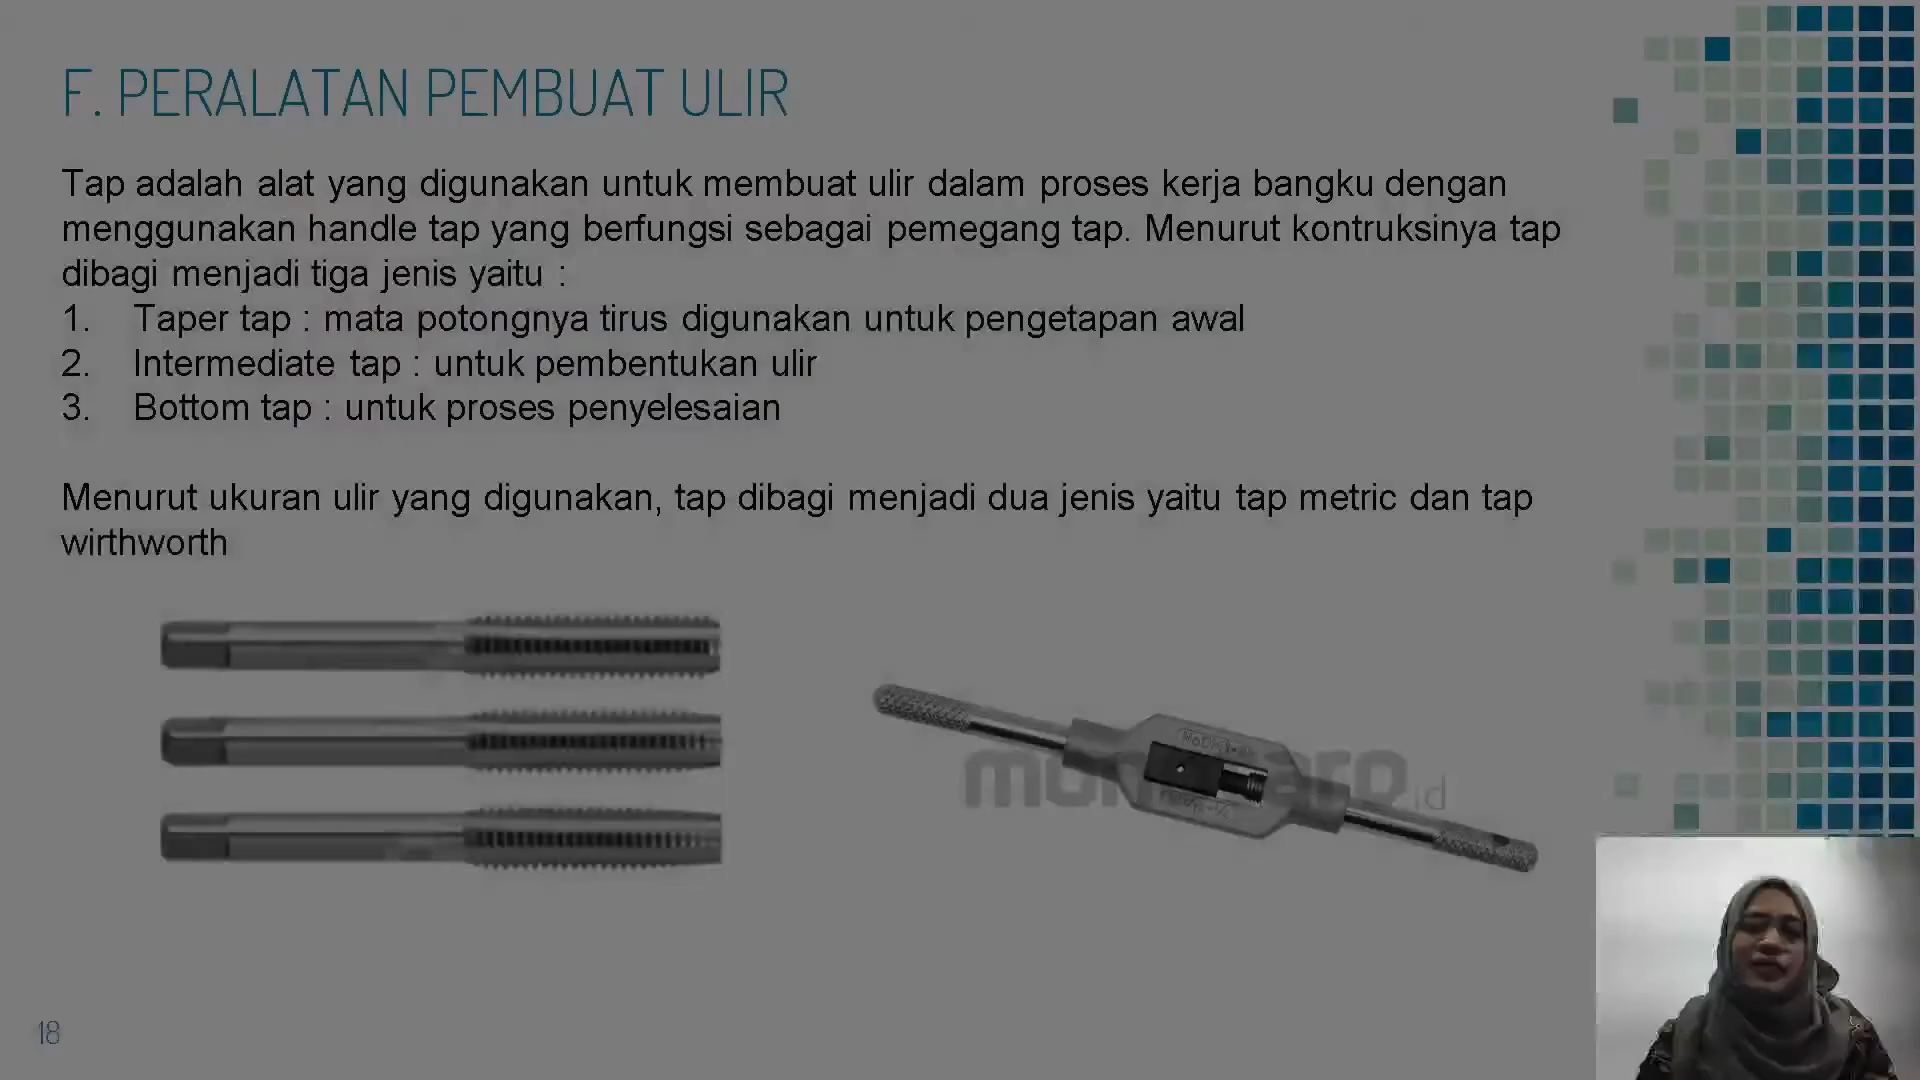 F. PERALATAN PEMBUAT ULIR
Tap adalah alat yang digunakan untuk membuat ulir dalam proses kerja bangku dengan
menggunakan handle tap yang berfungsi sebagai pemegang tap. Menurut kontruksinya tap
dibagi menjadi tiga jenis yaitu :
1. Taper tap : mata potongnya tirus digunakan untuk pengetapan awal
2. Intermediate tap : untuk pembentukan ulir
3. Bottom tap : untuk proses penyelesaian
Menurut ukuran ulir yang digunakan, tap dibagi menjadi dua jenis yaitu tap metric dan tap
wirthworth
18